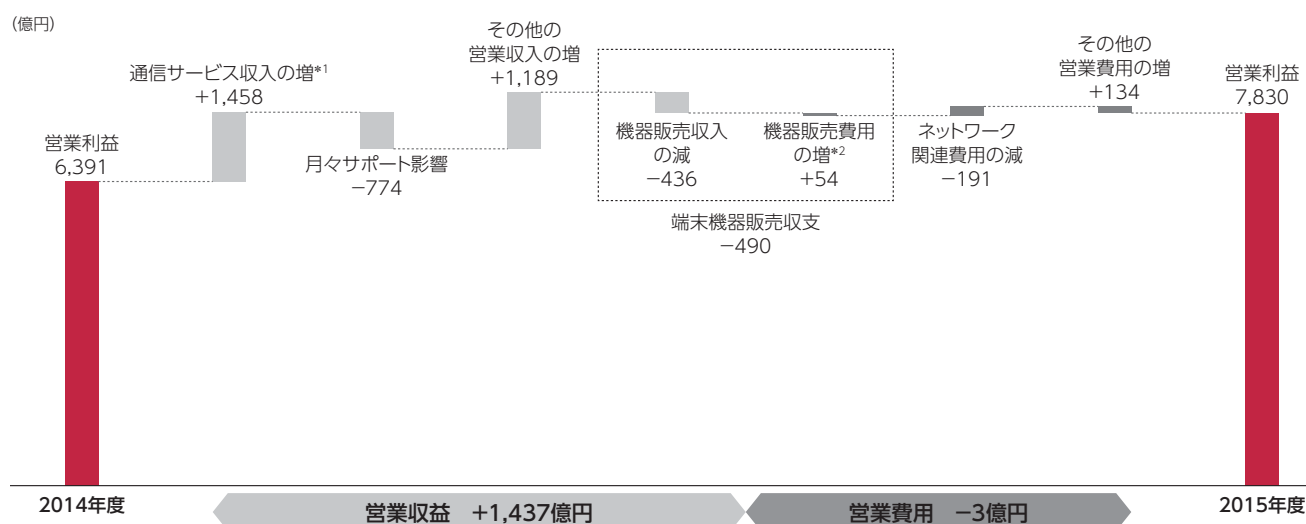 (億円)
営業利益
6,391
通信サービス収入の増*1
+1,458
月々サポート影響
−774
その他の
営業収入の増
+1,189
機器販売収入
の減
−436
機器販売費用
の増*2
+54
端末機器販売収支
−490
ネットワーク
関連費用の減
−191
その他の
営業費用の増
+134
営業利益
7,830
2014年度
営業収益 +1,437億円
営業費用 −3億円
2015年度